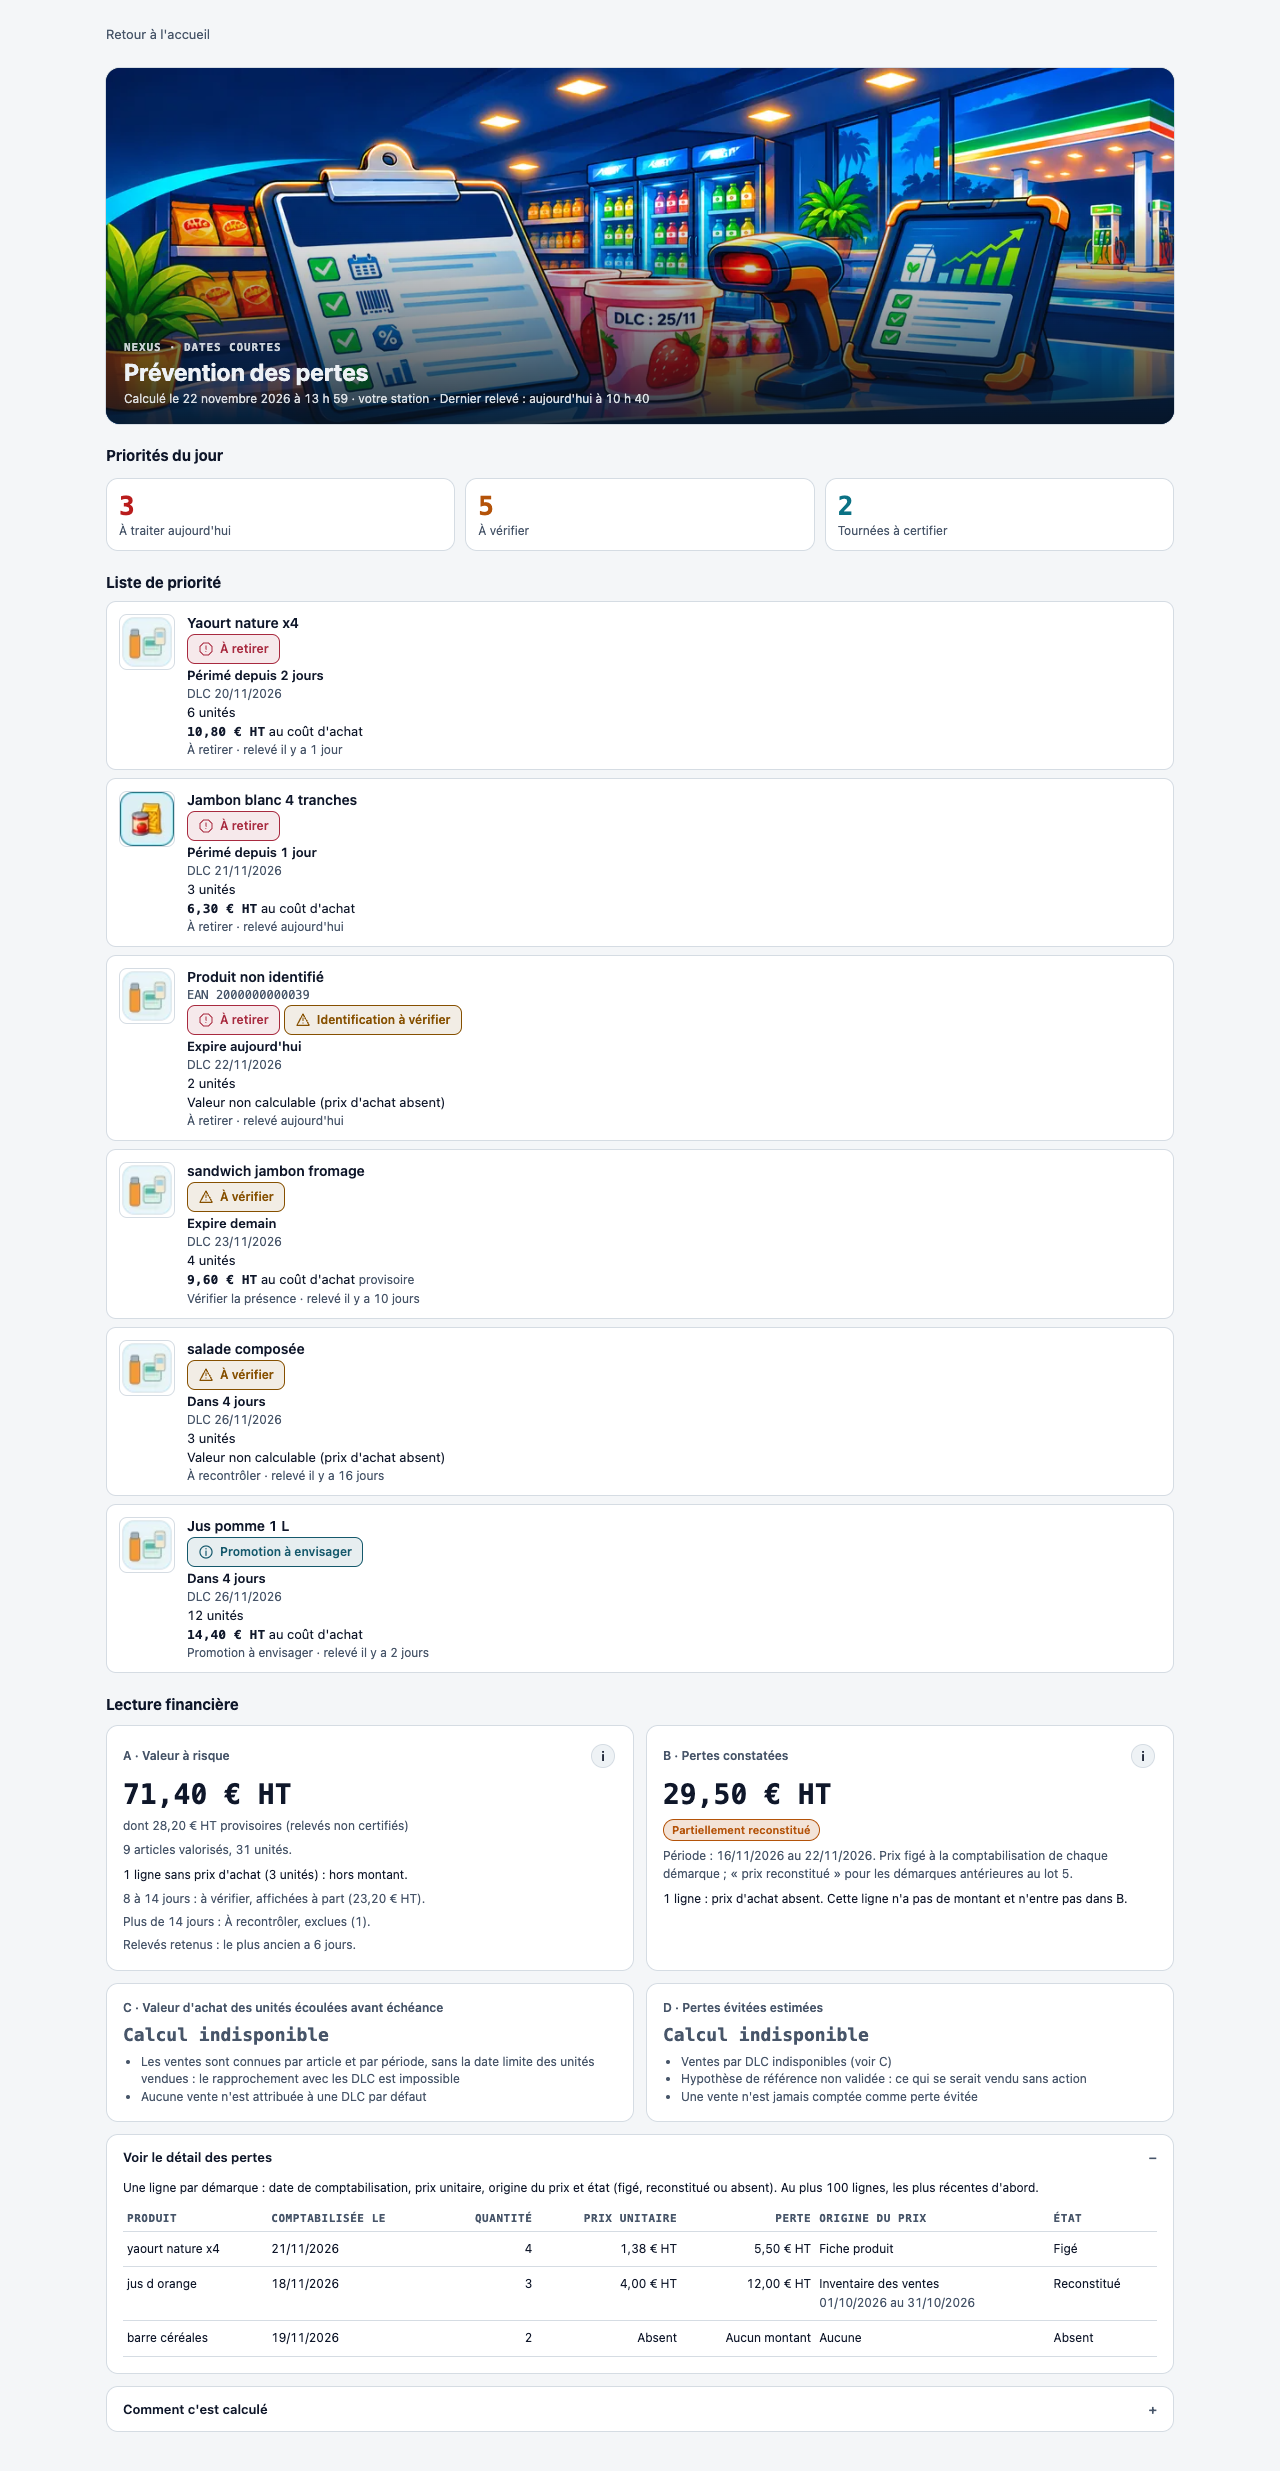 Retour à l'accueil
DLC : 25/11
NEXUS · DATES COURTES
Prévention des pertes
Calculé le 22 novembre 2026 à 13 h 59 · votre station · Dernier relevé : aujourd'hui à 10 h 40
Priorités du jour
3
À traiter aujourd'hui
5
À vérifier
2
Tournées à certifier
Liste de priorité
Yaourt nature x4
À retirer
Périmé depuis 2 jours
DLC 20/11/2026
6 unités
10,80 € HT au coût d'achat
À retirer · relevé il y a 1 jour
Jambon blanc 4 tranches
À retirer
Périmé depuis 1 jour
DLC 21/11/2026
3 unités
6,30 € HT au coût d'achat
À retirer · relevé aujourd'hui
Produit non identifié
EAN 2000000000039
À retirer Identification à vérifier
Expire aujourd'hui
DLC 22/11/2026
2 unités
Valeur non calculable (prix d'achat absent)
À retirer · relevé aujourd'hui
sandwich jambon fromage
À vérifier
Expire demain
DLC 23/11/2026
4 unités
9,60 € HT au coût d'achat provisoire
Vérifier la présence · relevé il y a 10 jours
salade composée
À vérifier
Dans 4 jours
DLC 26/11/2026
3 unités
Valeur non calculable (prix d'achat absent)
À recontrôler · relevé il y a 16 jours
Jus pomme 1 L
Promotion à envisager
Dans 4 jours
DLC 26/11/2026
12 unités
14,40 € HT au coût d'achat
Promotion à envisager · relevé il y a 2 jours
Lecture financière
A · Valeur à risque
i
71,40 € HT
dont 28,20 € HT provisoires (relevés non certifiés)
9 articles valorisés, 31 unités.
1 ligne sans prix d'achat (3 unités) : hors montant.
8 à 14 jours : à vérifier, affichées à part (23,20 € HT).
Plus de 14 jours : À recontrôler, exclues (1).
Relevés retenus : le plus ancien a 6 jours.
B · Pertes constatées
i
29,50 € HT
Partiellement reconstitué
Période : 16/11/2026 au 22/11/2026. Prix figé à la comptabilisation de chaque
démarque ; « prix reconstitué » pour les démarques antérieures au lot 5.
1 ligne : prix d'achat absent. Cette ligne n'a pas de montant et n'entre pas dans B.
C · Valeur d'achat des unités écoulées avant échéance
Calcul indisponible
• Les ventes sont connues par article et par période, sans la date limite des unités
vendues : le rapprochement avec les DLC est impossible
• Aucune vente n'est attribuée à une DLC par défaut
D · Pertes évitées estimées
Calcul indisponible
• Ventes par DLC indisponibles (voir C)
• Hypothèse de référence non validée : ce qui se serait vendu sans action
• Une vente n'est jamais comptée comme perte évitée
Voir le détail des pertes −
Une ligne par démarque : date de comptabilisation, prix unitaire, origine du prix et état (figé, reconstitué ou absent). Au plus 100 lignes, les plus récentes d'abord.
PRODUIT COMPTABILISÉE LE QUANTITÉ PRIX UNITAIRE PERTE ORIGINE DU PRIX ÉTAT
yaourt nature x4 21/11/2026 4 1,38 € HT 5,50 € HT Fiche produit Figé
jus d orange 18/11/2026 3 4,00 € HT 12,00 € HT Inventaire des ventes Reconstitué
01/10/2026 au 31/10/2026
barre céréales 19/11/2026 2 Absent Aucun montant Aucune Absent
Comment c'est calculé +